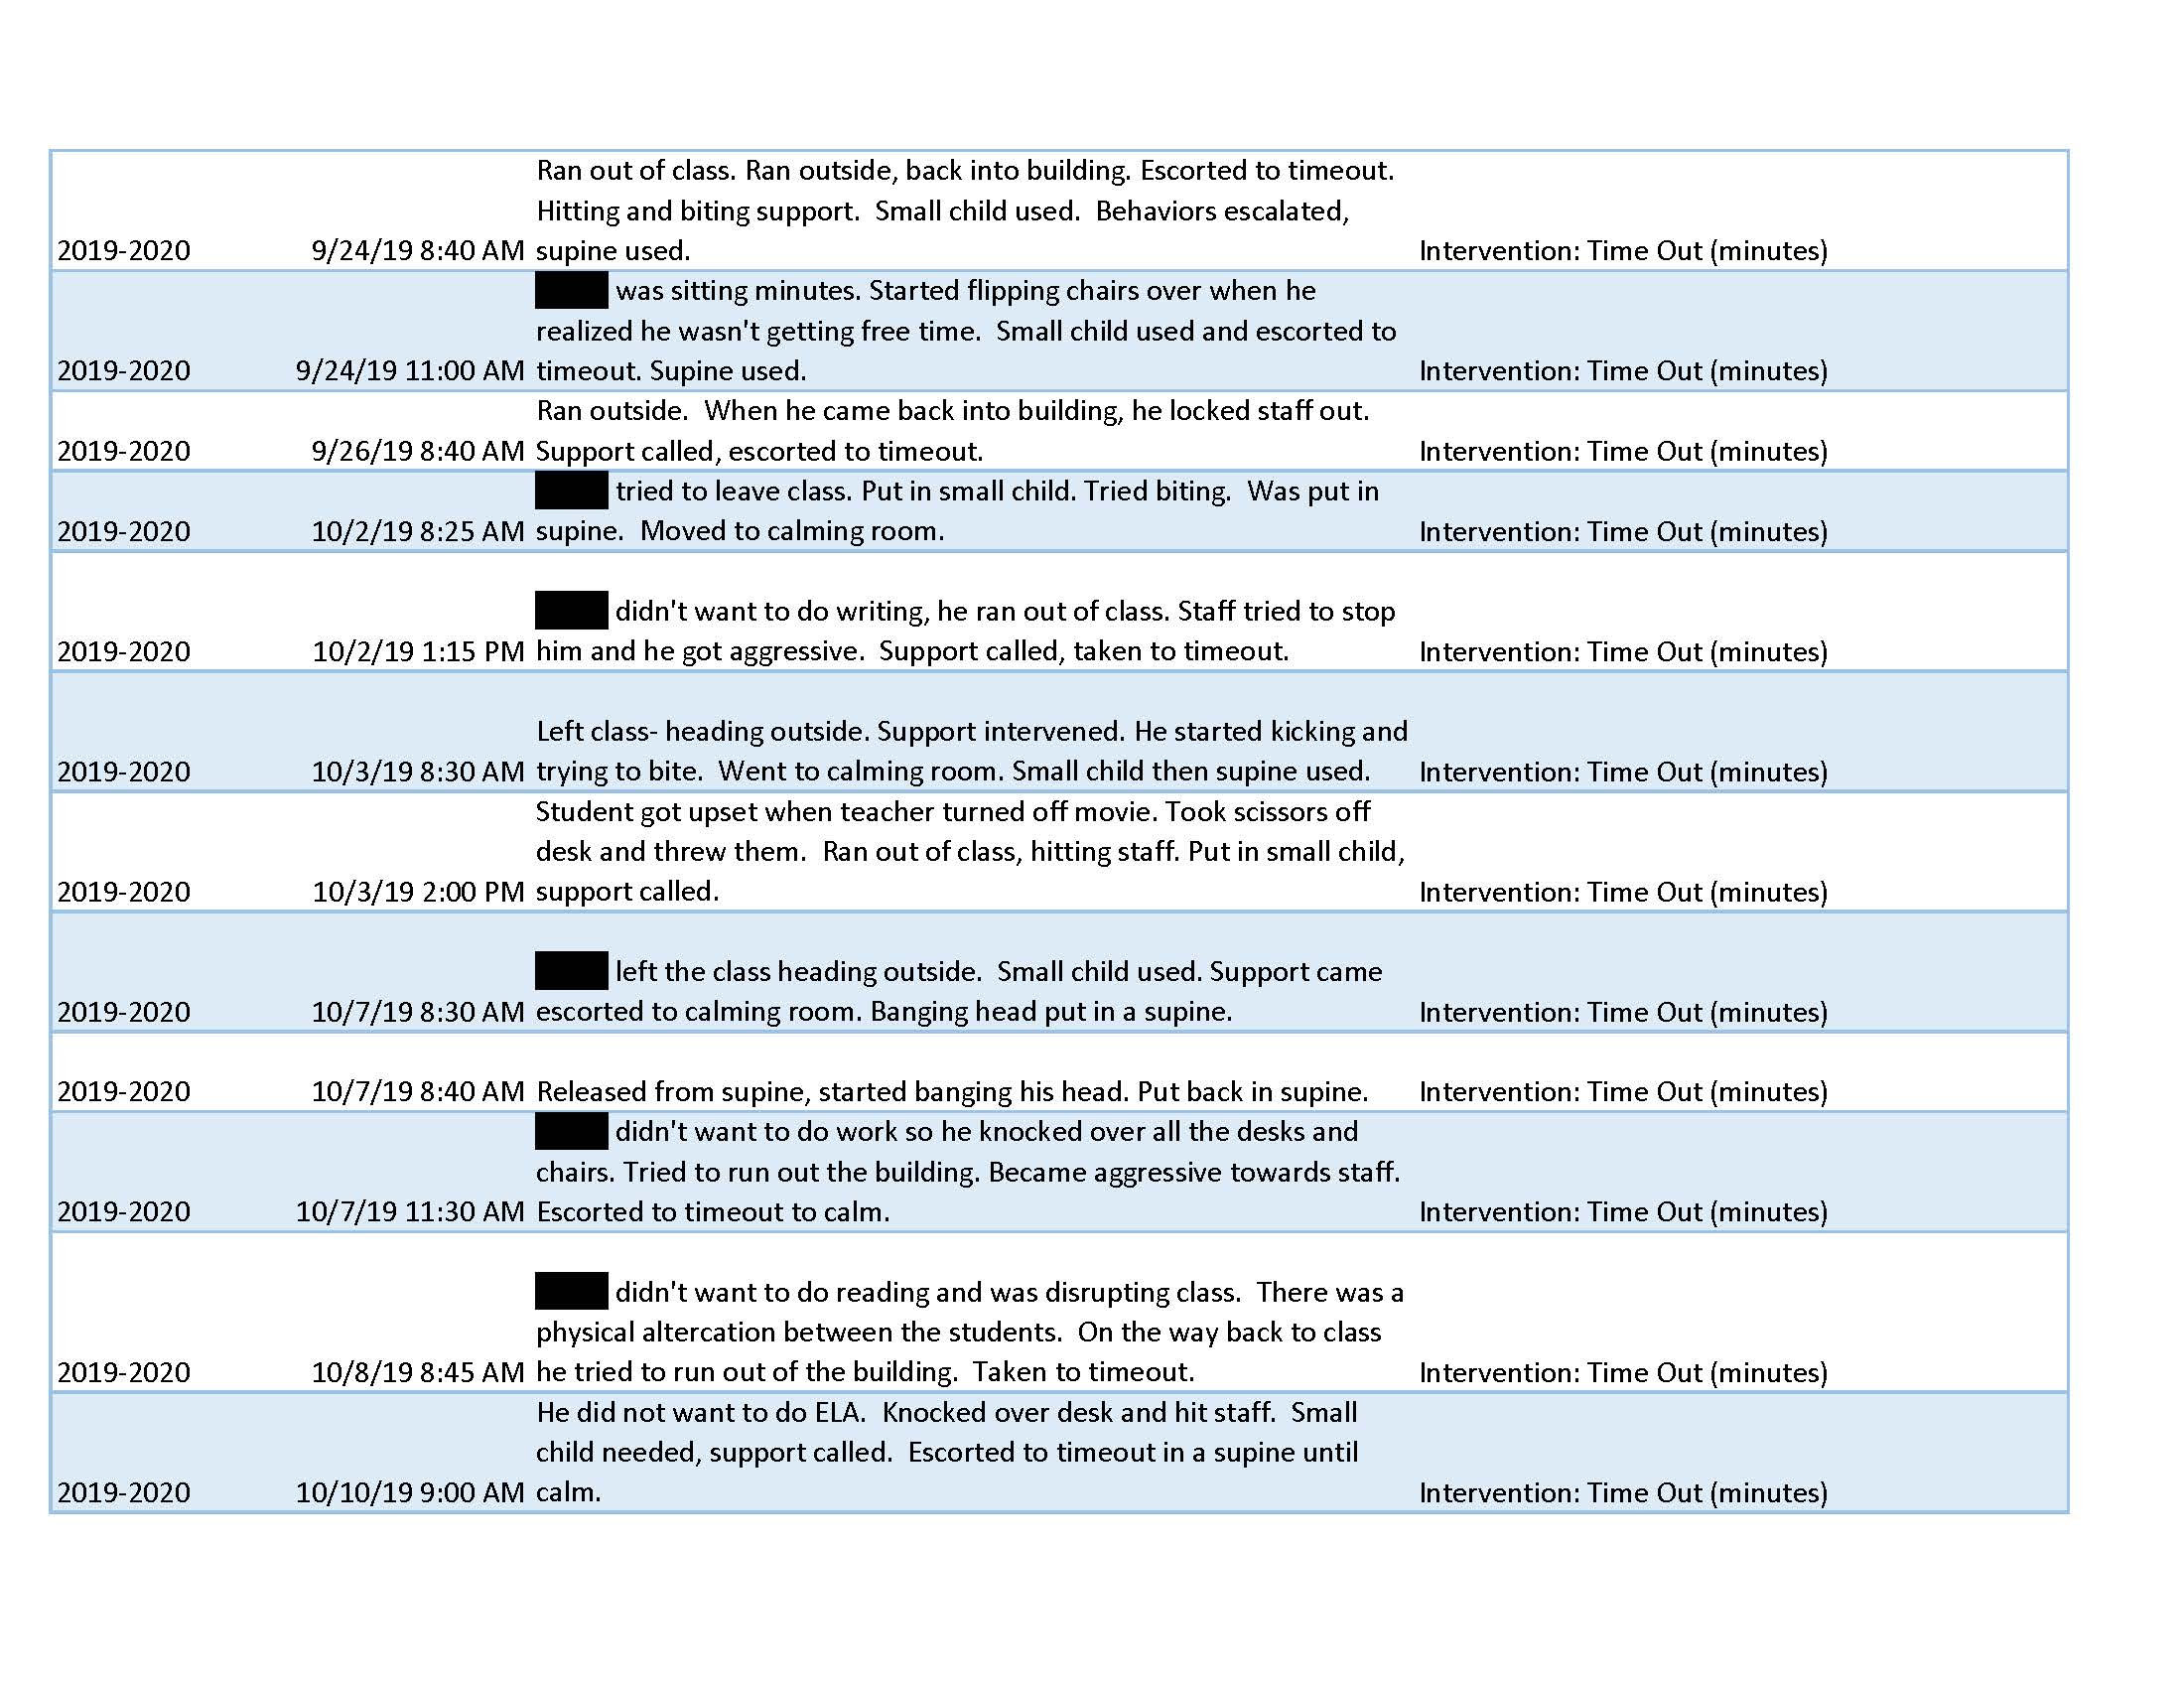 Ran out of class. Ran outside, back into building. Escorted to timeout.
Hitting and biting support.  Small child used.  Behaviors escalated,
2019-2020 9/24/19 8:40 AM supine used. Intervention: Time Out (minutes)
was sitting minutes. Started flipping chairs over when he
realized he wasn't getting free time.  Small child used and escorted to
2019-2020 9/24/19 11:00 AM timeout. Supine used. Intervention: Time Out (minutes)
Ran outside.  When he came back into building, he locked staff out.
2019-2020 9/26/19 8:40 AM Support called, escorted to timeout. Intervention: Time Out (minutes)
tried to leave class. Put in small child. Tried biting.  Was put in
2019-2020 10/2/19 8:25 AM supine.  Moved to calming room. Intervention: Time Out (minutes)
didn't want to do writing, he ran out of class. Staff tried to stop
2019-2020 10/2/19 1:15 PM him and he got aggressive.  Support called, taken to timeout. Intervention: Time Out (minutes)
Left class- heading outside. Support intervened. He started kicking and
2019-2020 10/3/19 8:30 AM trying to bite.  Went to calming room. Small child then supine used. Intervention: Time Out (minutes)
Student got upset when teacher turned off movie. Took scissors off
desk and threw them.  Ran out of class, hitting staff. Put in small child,
2019-2020 10/3/19 2:00 PM support called. Intervention: Time Out (minutes)
left the class heading outside.  Small child used. Support came
2019-2020 10/7/19 8:30 AM escorted to calming room. Banging head put in a supine. Intervention: Time Out (minutes)
2019-2020 10/7/19 8:40 AM Released from supine, started banging his head. Put back in supine. Intervention: Time Out (minutes)
didn't want to do work so he knocked over all the desks and
chairs. Tried to run out the building. Became aggressive towards staff.
2019-2020 10/7/19 11:30 AM Escorted to timeout to calm. Intervention: Time Out (minutes)
didn't want to do reading and was disrupting class.  There was a
physical altercation between the students.  On the way back to class
2019-2020 10/8/19 8:45 AM he tried to run out of the building.  Taken to timeout. Intervention: Time Out (minutes)
He did not want to do ELA.  Knocked over desk and hit staff.  Small
child needed, support called.  Escorted to timeout in a supine until
2019-2020 10/10/19 9:00 AM calm. Intervention: Time Out (minutes)